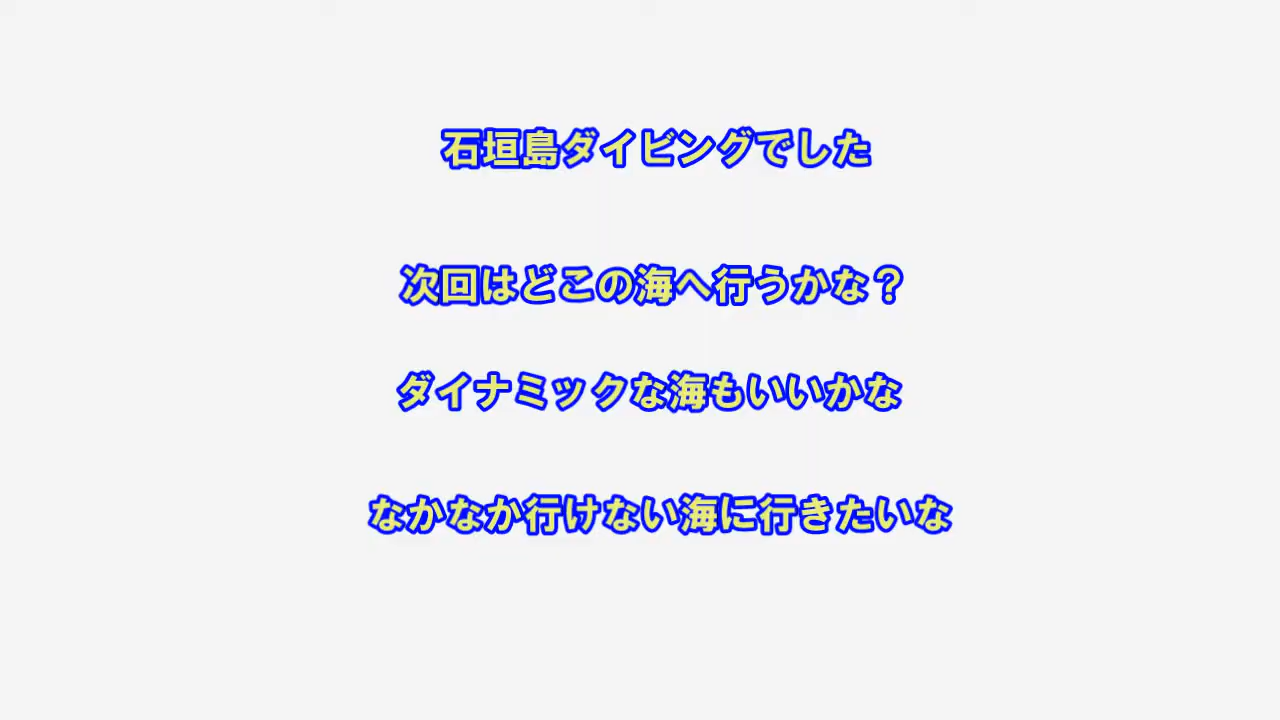 石垣島ダイビングでした
次回はどこの海へ行うかな？
ダイナミックな海もいいかな
なかなか行けない海に行きたいな